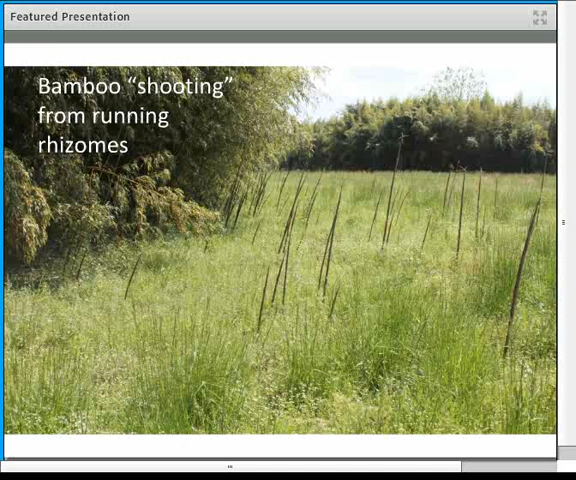 Featured Presentation
Bamboo “shooting”
from running
rhizomes